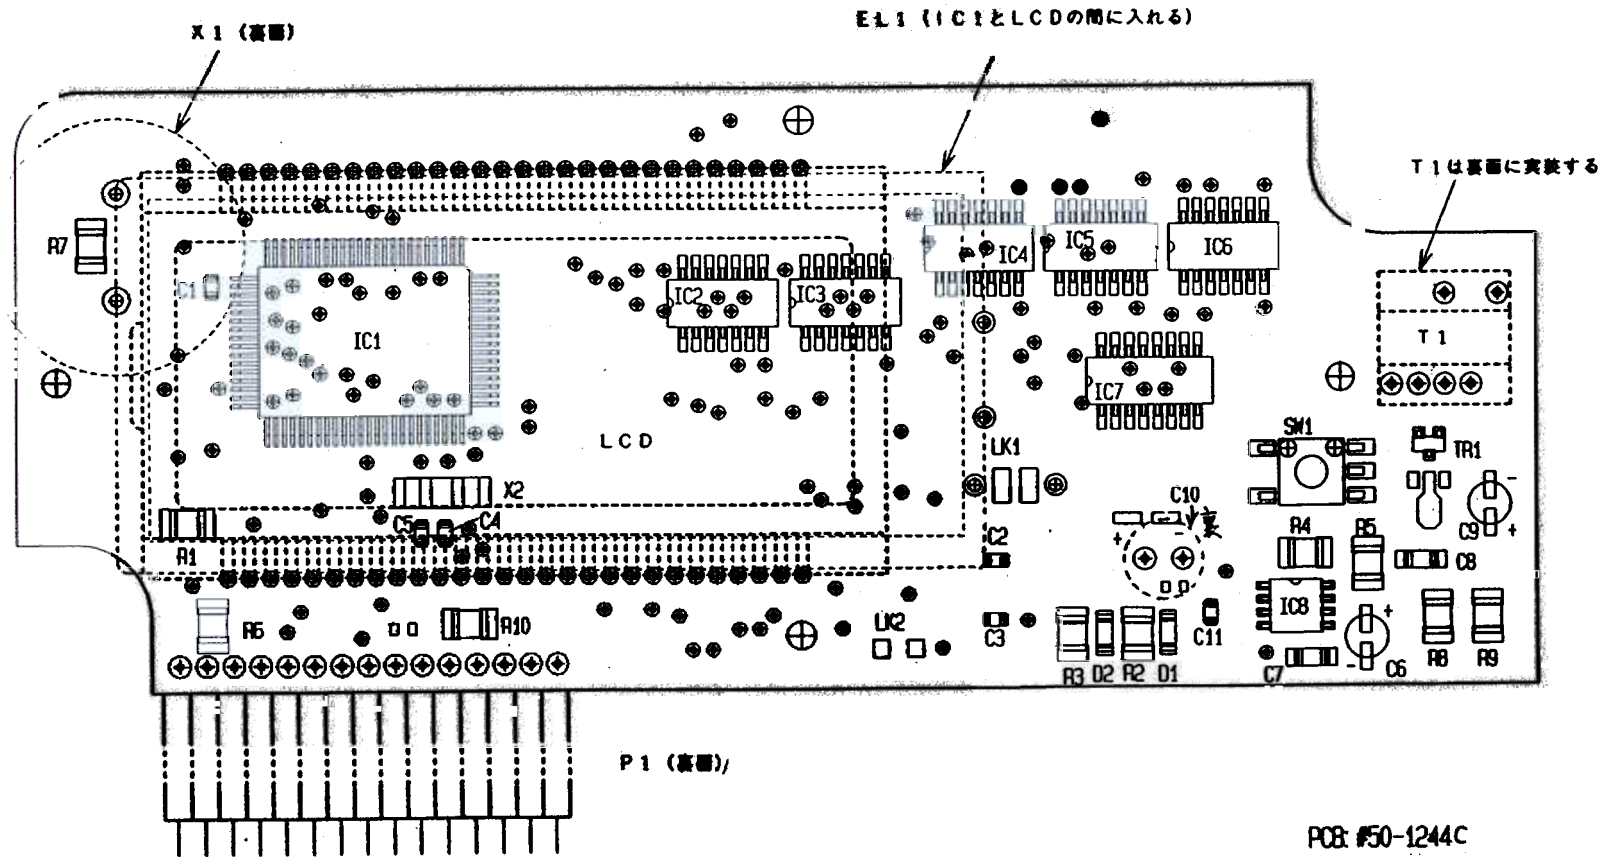 X1 (裏面)
EL1 (IC1とLCDの間に入れる)
T1は裏面に実装する
R7
C1
IC1
IC2
IC3
IC4
IC5
IC6
T1
IC7
LCD
LK1
SW1
TR1
X2
C10
裏
C5
C4
R1
C2
R4
R5
C9
C8
+
-
-
+
IC8
+
-
R6
R10
LK2
C3
R3
D2
R2
D1
C11
C7
C6
R8
R9
P1 (裏面)
PCB: #50-1244C